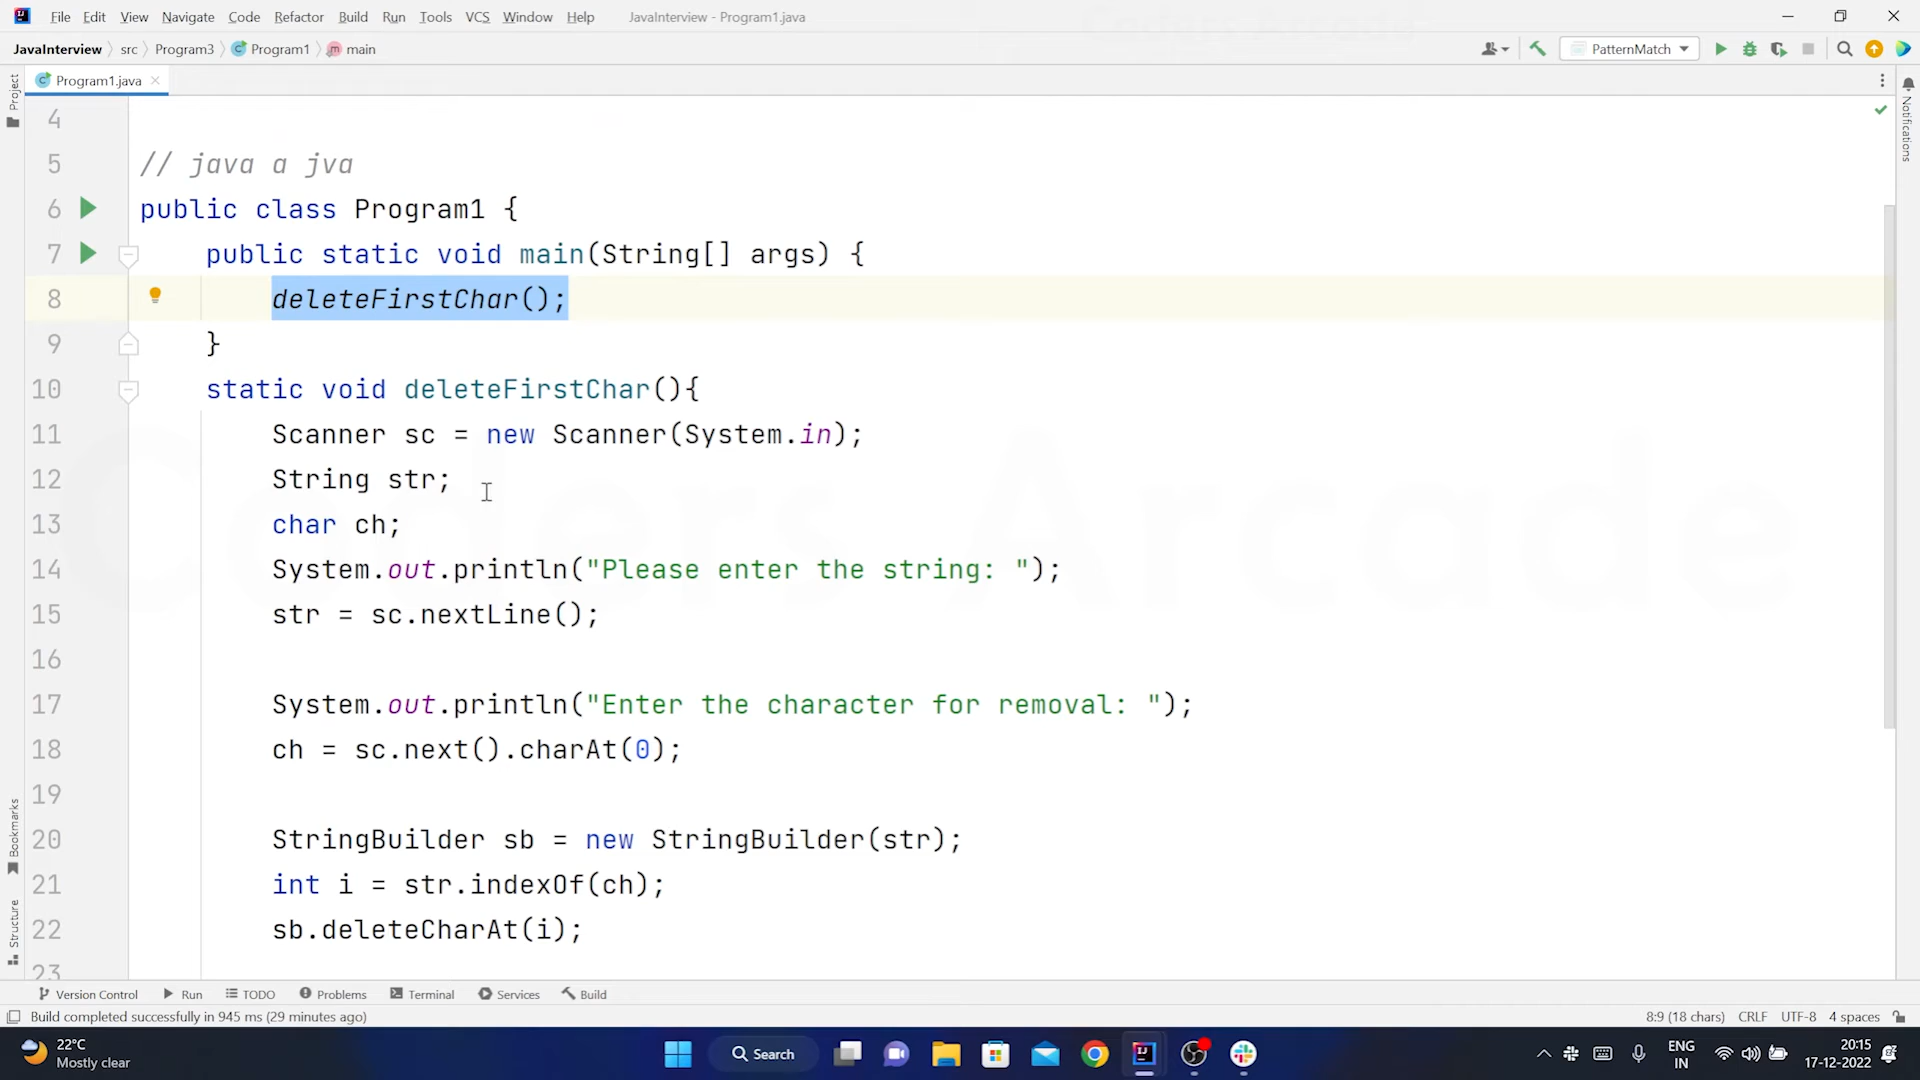 File Edit View Navigate Code Refactor Build Run Tools VCS Window Help JavaInterview - Program1.java
JavaInterview src Program3 Program1 main PatternMatch
Project
Program1.java
Notifications
4
5 // java a jva
6 public class Program1 {
7 public static void main(String[] args) {
8 deleteFirstChar();
9 }
10 static void deleteFirstChar(){
11 Scanner sc = new Scanner(System.in);
12 String str;
13 char ch;
14 System.out.println("Please enter the string: ");
15 str = sc.nextLine();
16
17 System.out.println("Enter the character for removal: ");
18 ch = sc.next().charAt(0);
19
20 StringBuilder sb = new StringBuilder(str);
21 int i = str.indexOf(ch);
22 sb.deleteCharAt(i);
23
Coders Arcade
Bookmarks
Structure
Version Control Run TODO Problems Terminal Services Build
Build completed successfully in 945 ms (29 minutes ago) 8:9 (18 chars) CRLF UTF-8 4 spaces
22°C
Mostly clear
Search
ENG
IN
20:15
17-12-2022